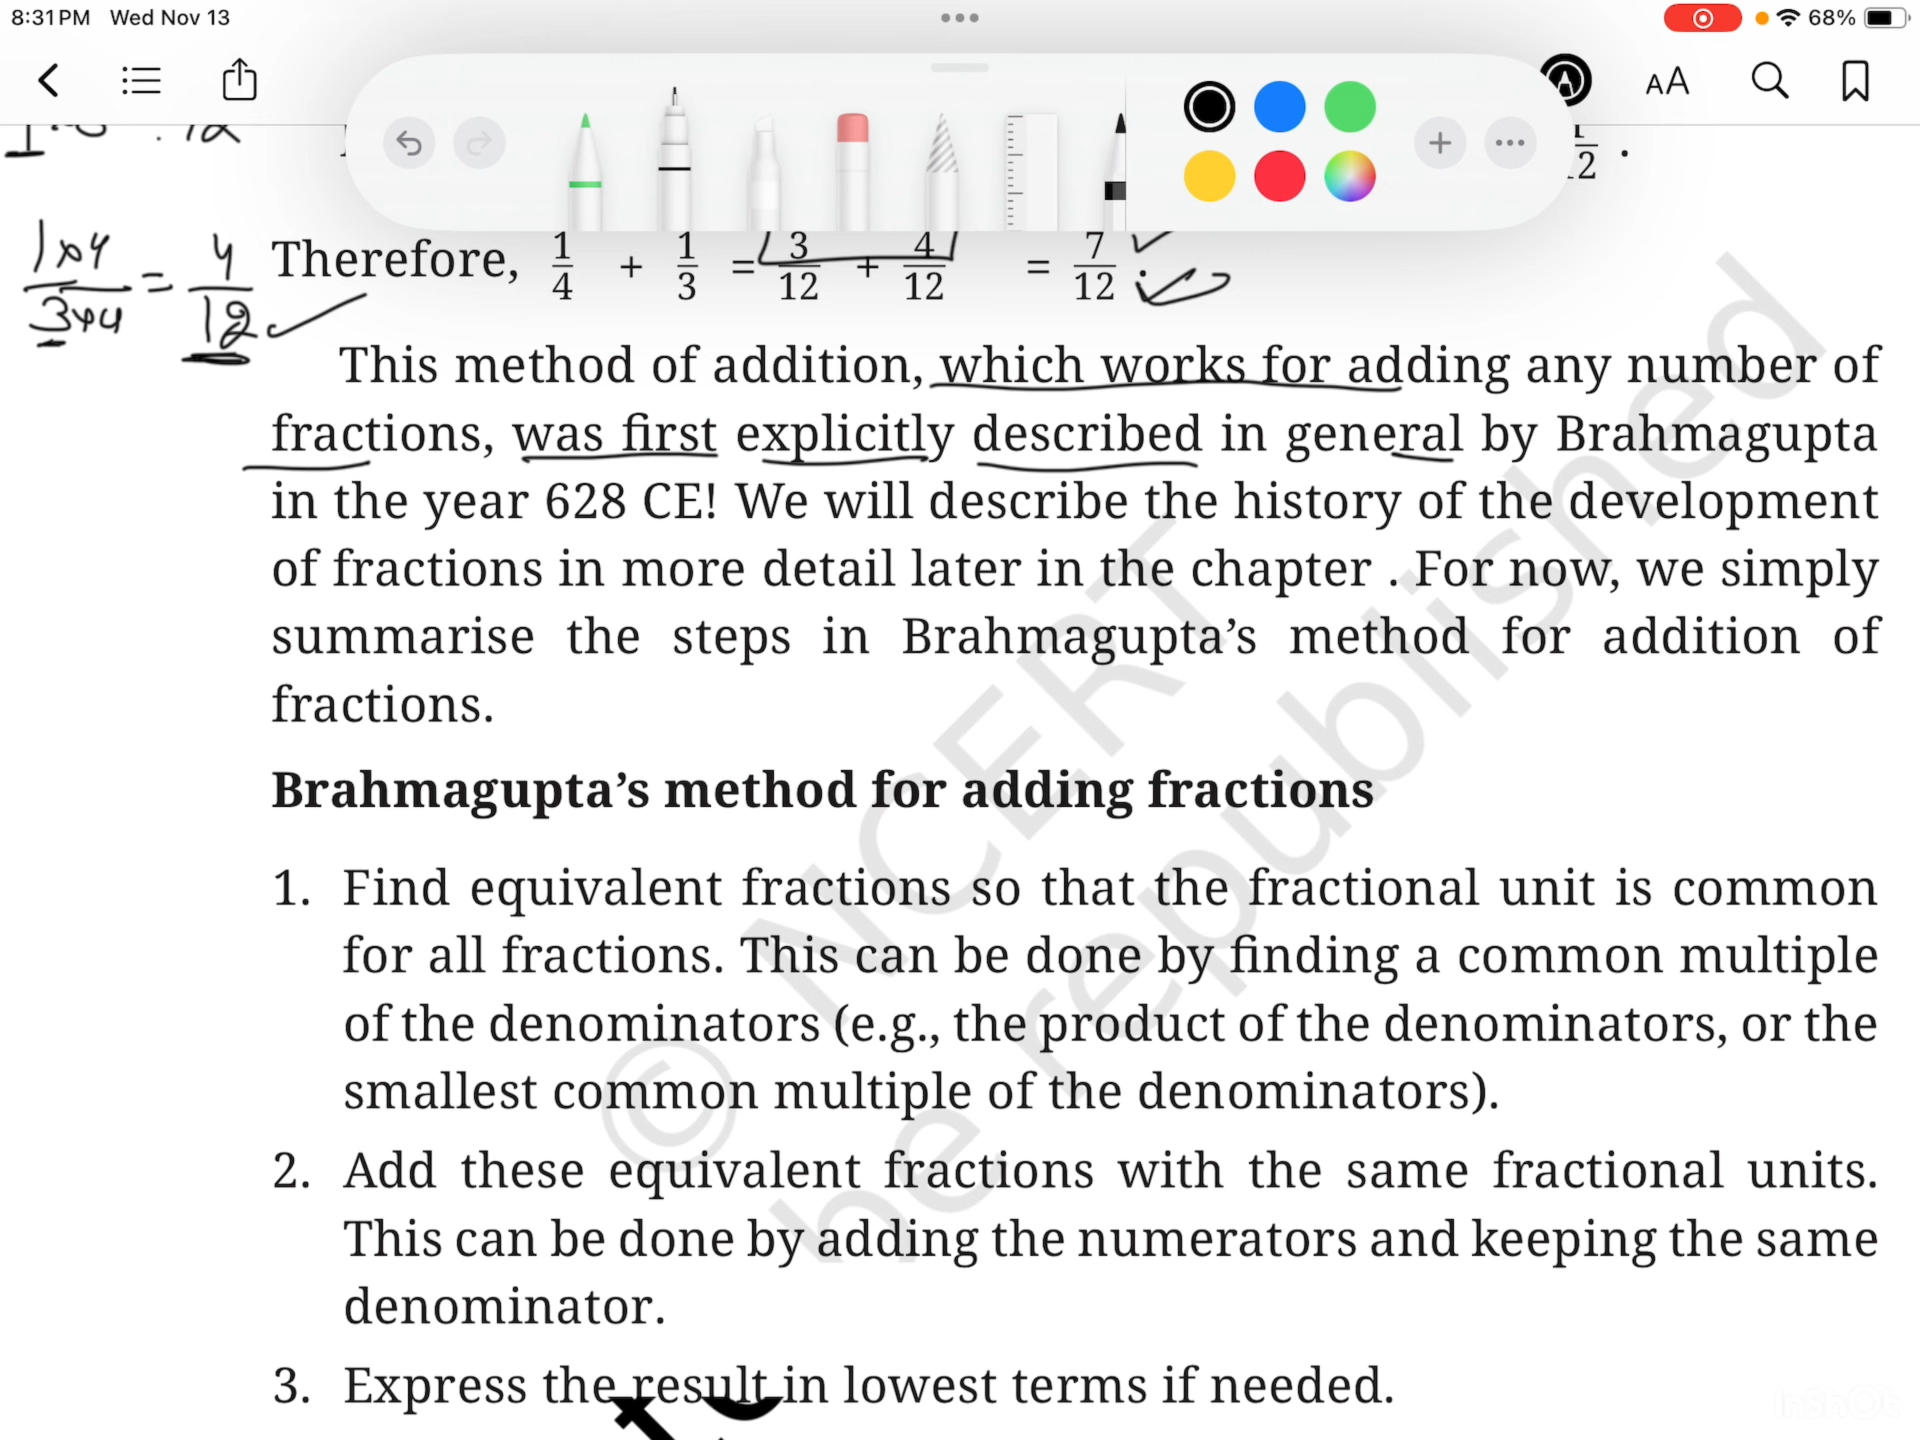 8:31 PM Wed Nov 13
68%
AA
2 .
1×4 = 4
3×4 12
Therefore, 1/4 + 1/3 = 3/12 + 4/12 = 7/12 .
This method of addition, which works for adding any number of
fractions, was first explicitly described in general by Brahmagupta
in the year 628 CE! We will describe the history of the development
of fractions in more detail later in the chapter . For now, we simply
summarise the steps in Brahmagupta’s method for addition of
fractions.
Brahmagupta’s method for adding fractions
1. Find equivalent fractions so that the fractional unit is common
for all fractions. This can be done by finding a common multiple
of the denominators (e.g., the product of the denominators, or the
smallest common multiple of the denominators).
2. Add these equivalent fractions with the same fractional units.
This can be done by adding the numerators and keeping the same
denominator.
3. Express the result in lowest terms if needed.
© NCERT
be republished
InShOt